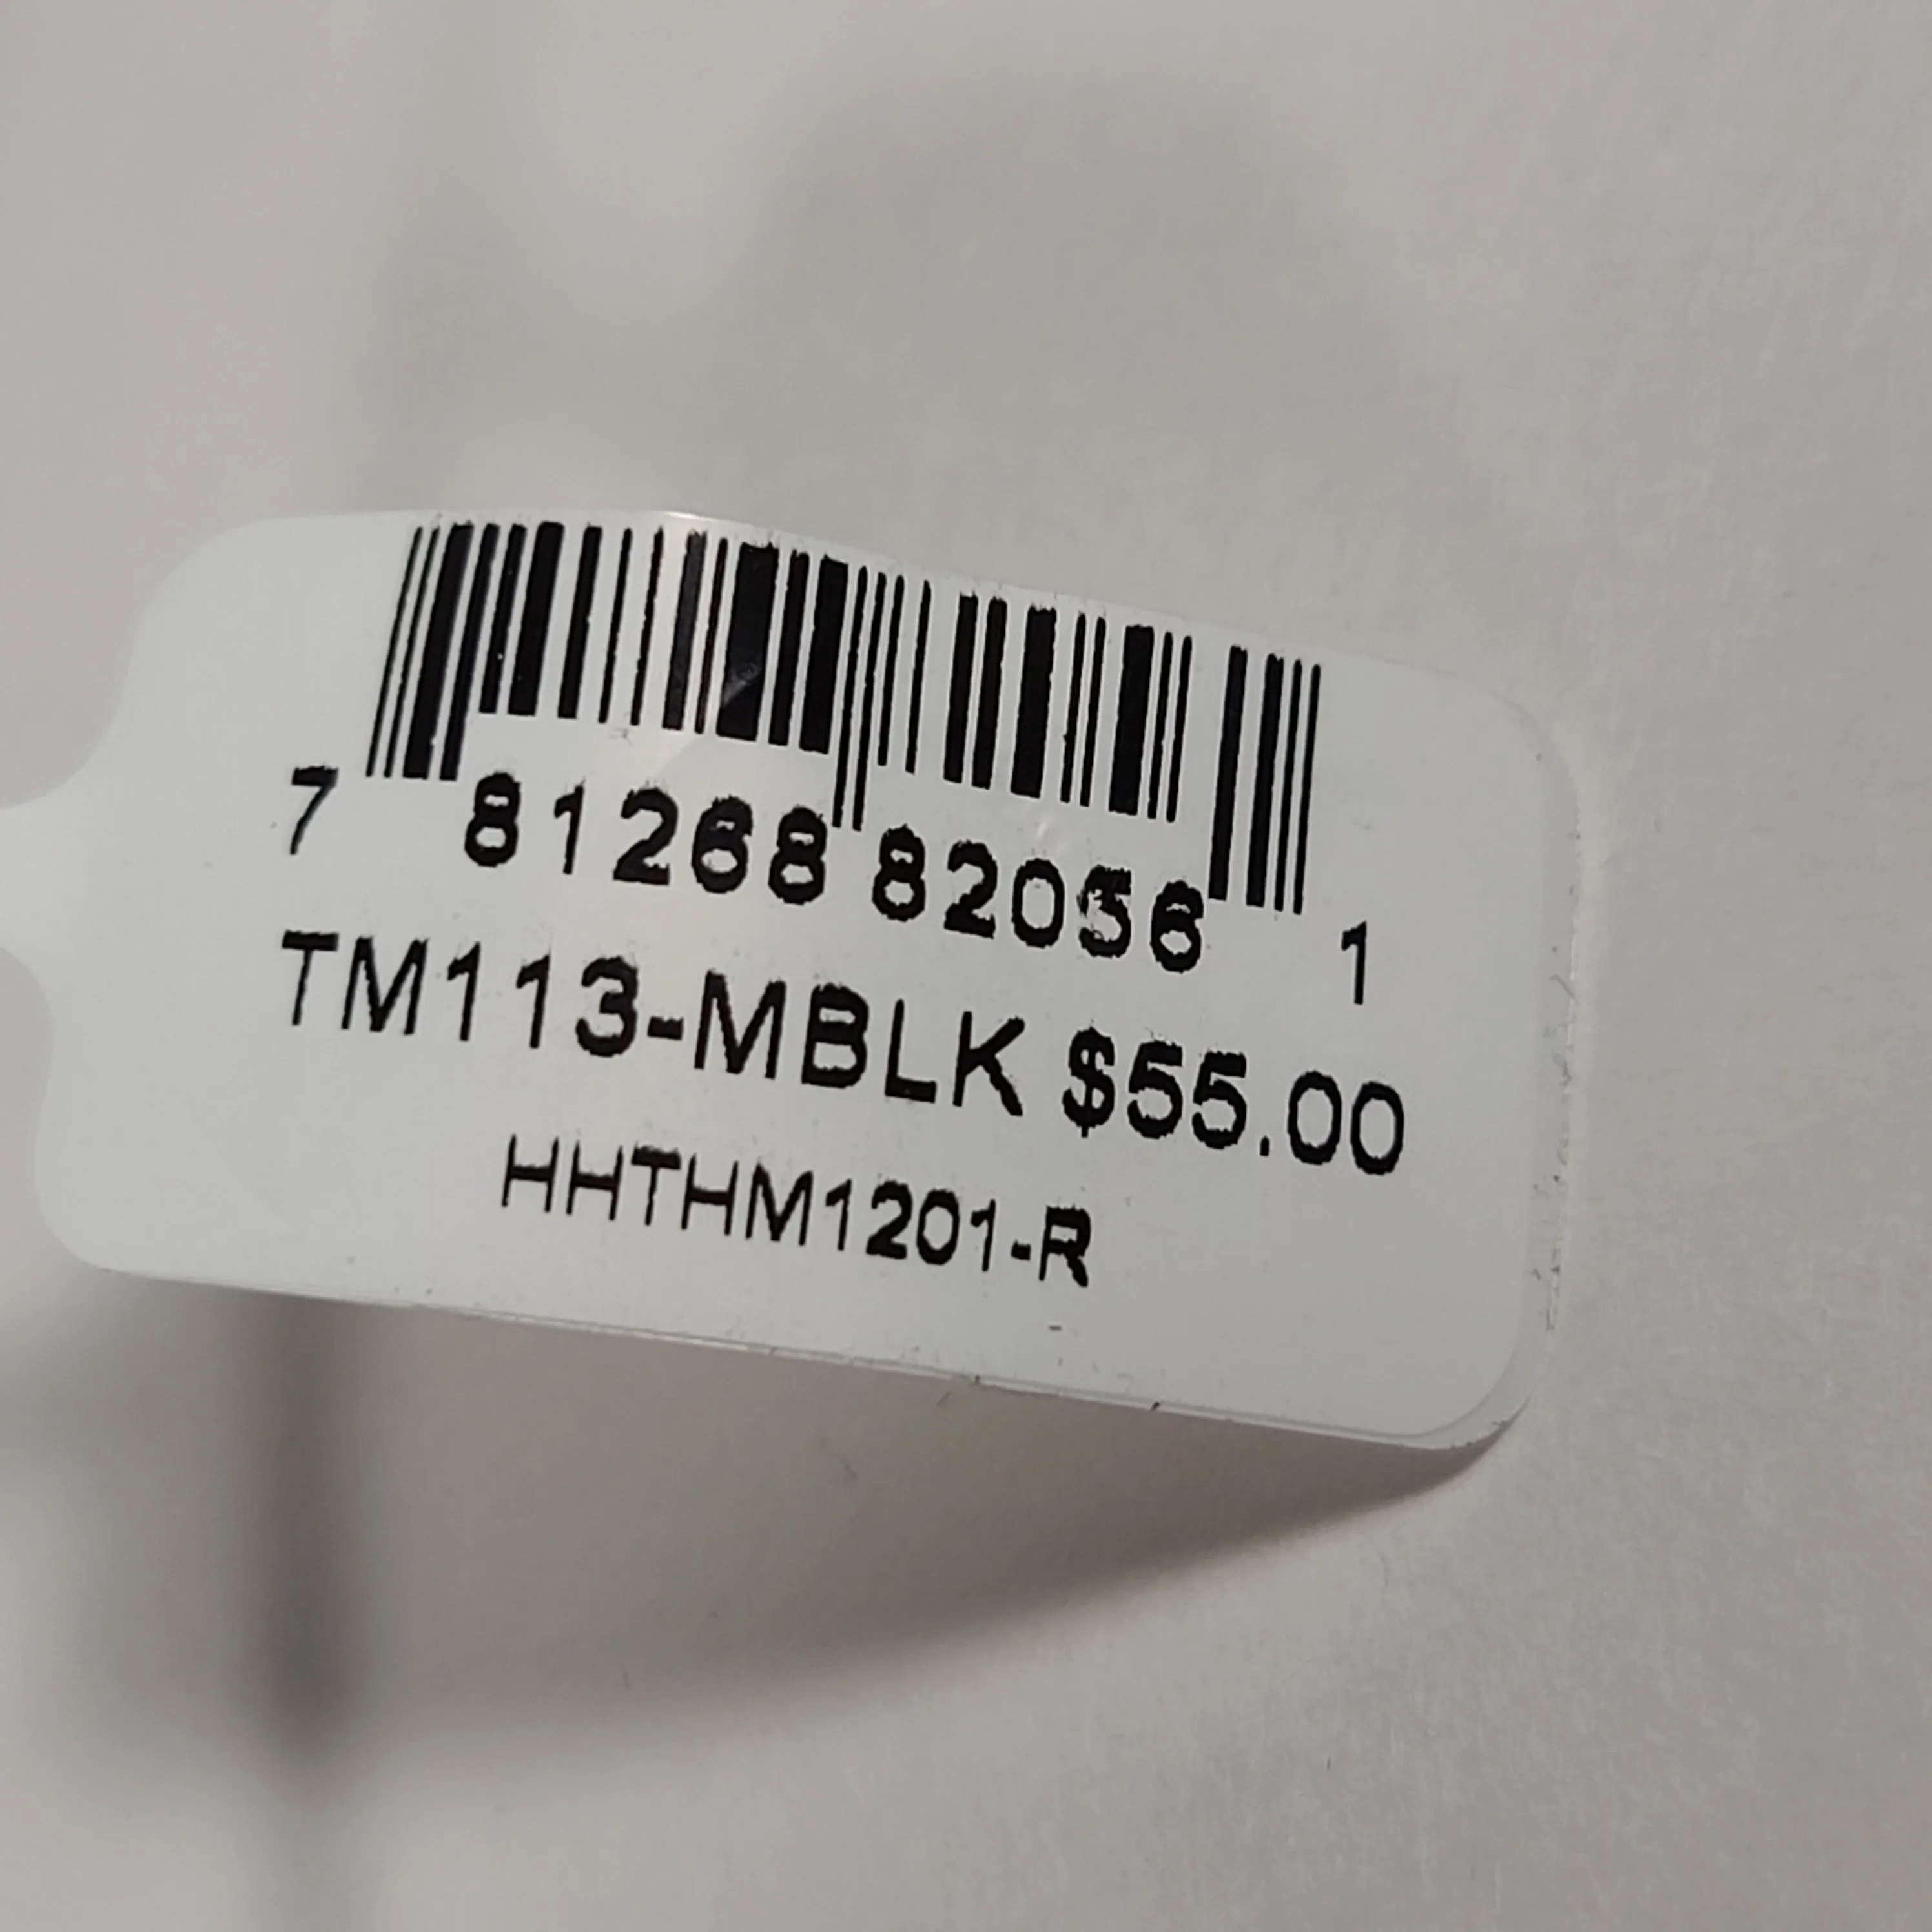 7 81268 82056 1
TM113-MBLK $55.00
HHTHM1201-R